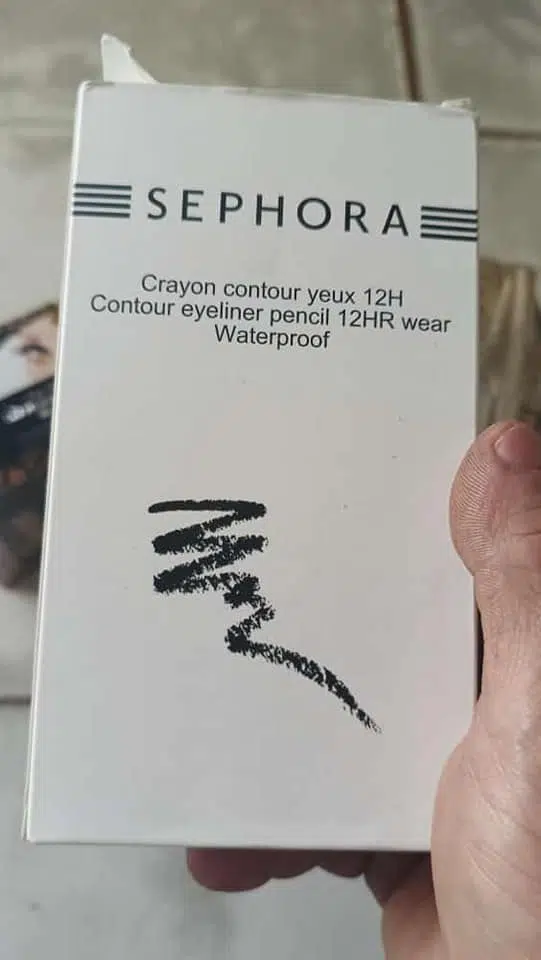 SEPHORA
Crayon contour yeux 12H
Contour eyeliner pencil 12HR wear
Waterproof